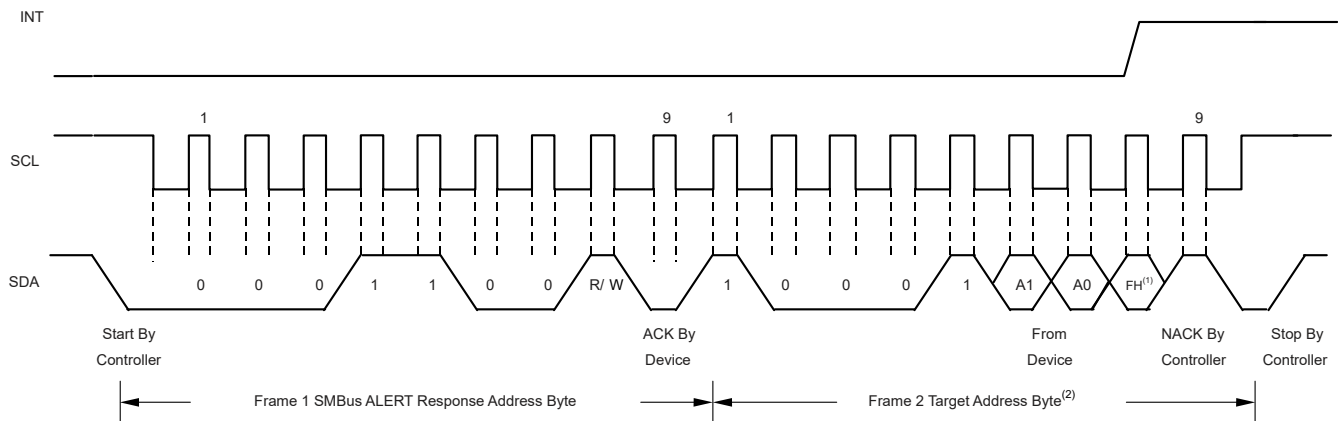 INT
1
9
1
9
SCL
SDA
0
0
0
1
1
0
0
R/ W
1
0
0
0
1
A1
A0
FH(1)
Start By
Controller
ACK By
Device
From
Device
NACK By
Controller
Stop By
Controller
Frame 1 SMBus ALERT Response Address Byte
Frame 2 Target Address Byte(2)